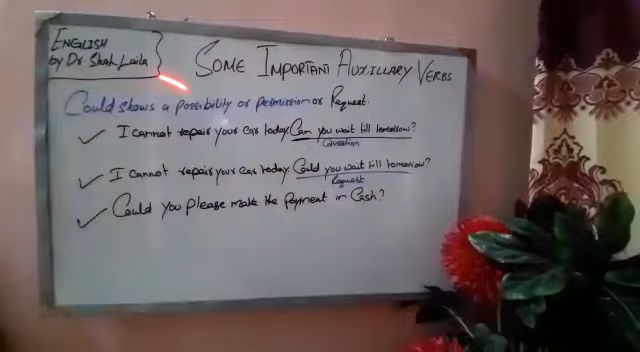 ENGLISH
by Dr Shah Laila
SOME IMPORTANT AUXILLARY VERBS
Could shows a possibility or permission or Request.
I cannot repair your car today. Can you wait till tomorrow?
Question
I cannot repair your car today. Could you wait till tomorrow?
Request
Could you please make the payment in Cash?